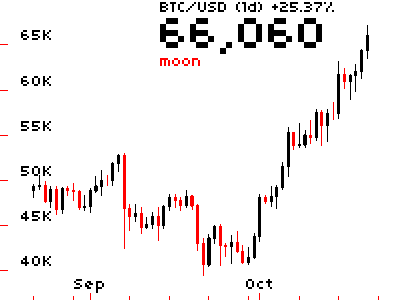 BTC/USD (1d) +25.37%
66,060
moon
65K
60K
55K
50K
45K
40K
Sep Oct